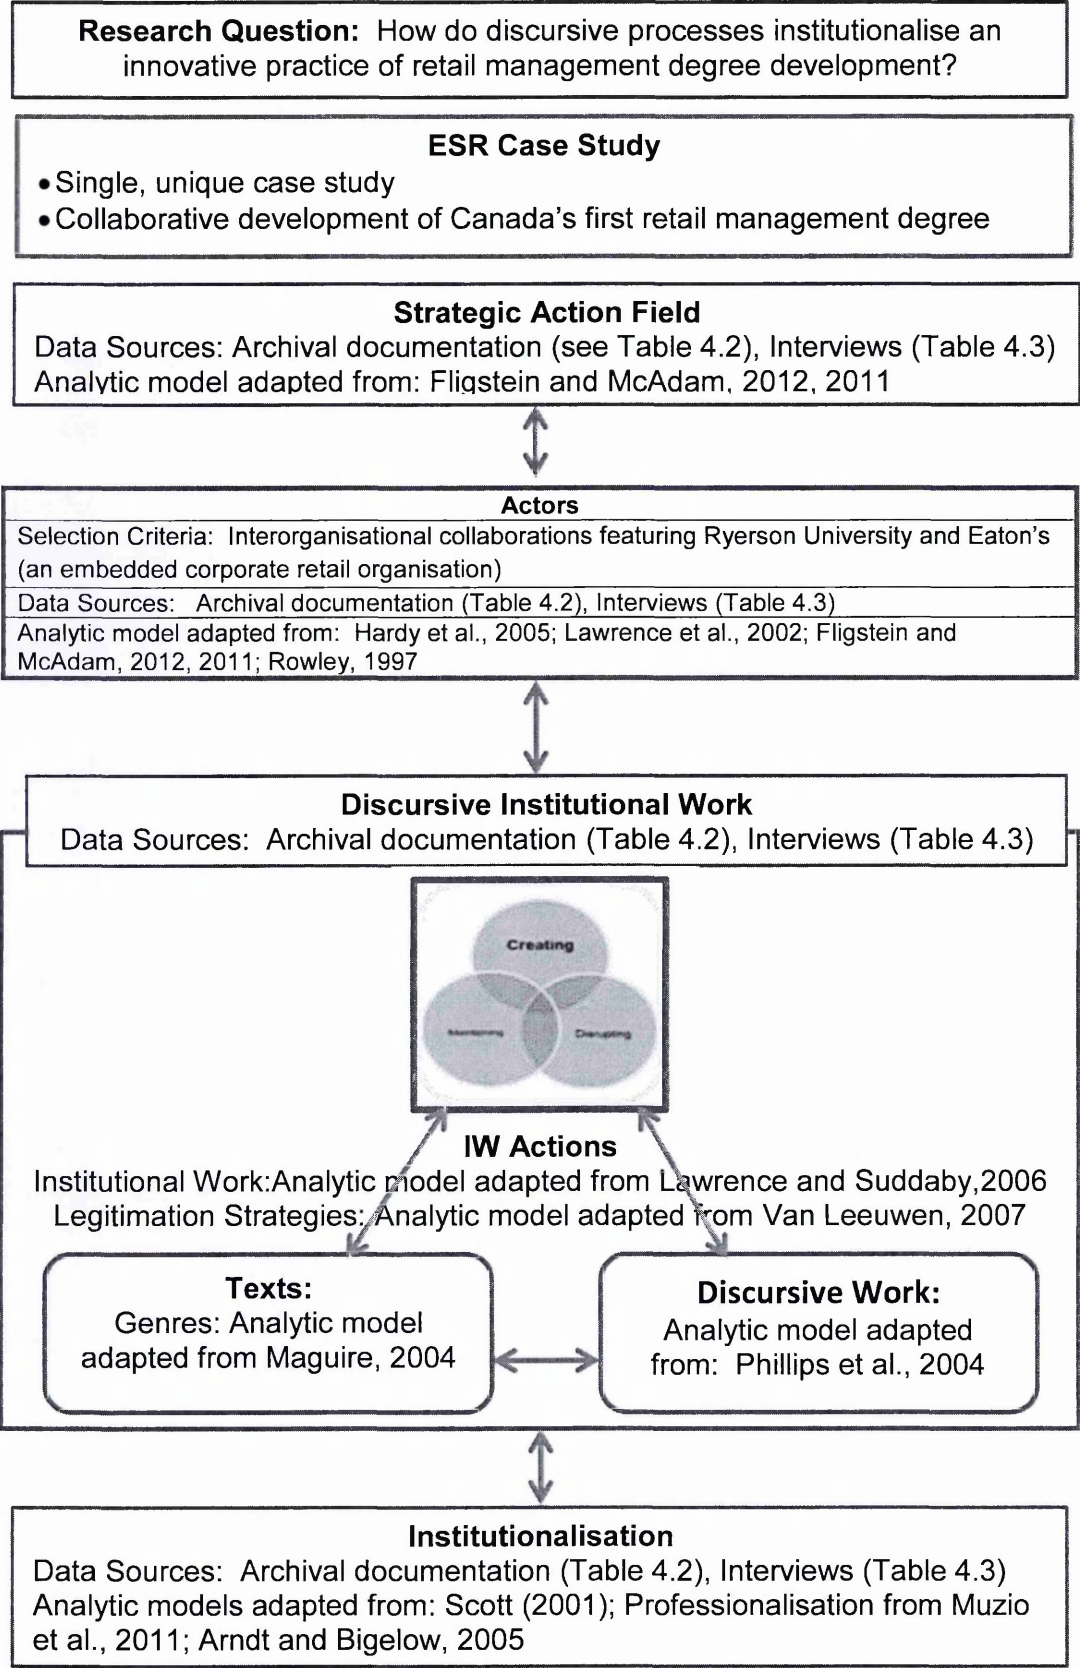 Research Question: How do discursive processes institutionalise an
innovative practice of retail management degree development?
ESR Case Study
• Single, unique case study
• Collaborative development of Canada's first retail management degree
Strategic Action Field
Data Sources: Archival documentation (see Table 4.2), Interviews (Table 4.3)
Analytic model adapted from: Fligstein and McAdam, 2012, 2011
Actors
Selection Criteria: Interorganisational collaborations featuring Ryerson University and Eaton's
(an embedded corporate retail organisation)
Data Sources: Archival documentation (Table 4.2), Interviews (Table 4.3)
Analytic model adapted from: Hardy et al., 2005; Lawrence et al., 2002; Fligstein and
McAdam, 2012, 2011; Rowley, 1997
Discursive Institutional Work
Data Sources: Archival documentation (Table 4.2), Interviews (Table 4.3)
Creating
Maintaining
Disrupting
IW Actions
Institutional Work:Analytic model adapted from Lawrence and Suddaby,2006
Legitimation Strategies: Analytic model adapted from Van Leeuwen, 2007
Texts:
Genres: Analytic model
adapted from Maguire, 2004
Discursive Work:
Analytic model adapted
from: Phillips et al., 2004
Institutionalisation
Data Sources: Archival documentation (Table 4.2), Interviews (Table 4.3)
Analytic models adapted from: Scott (2001); Professionalisation from Muzio
et al., 2011; Arndt and Bigelow, 2005